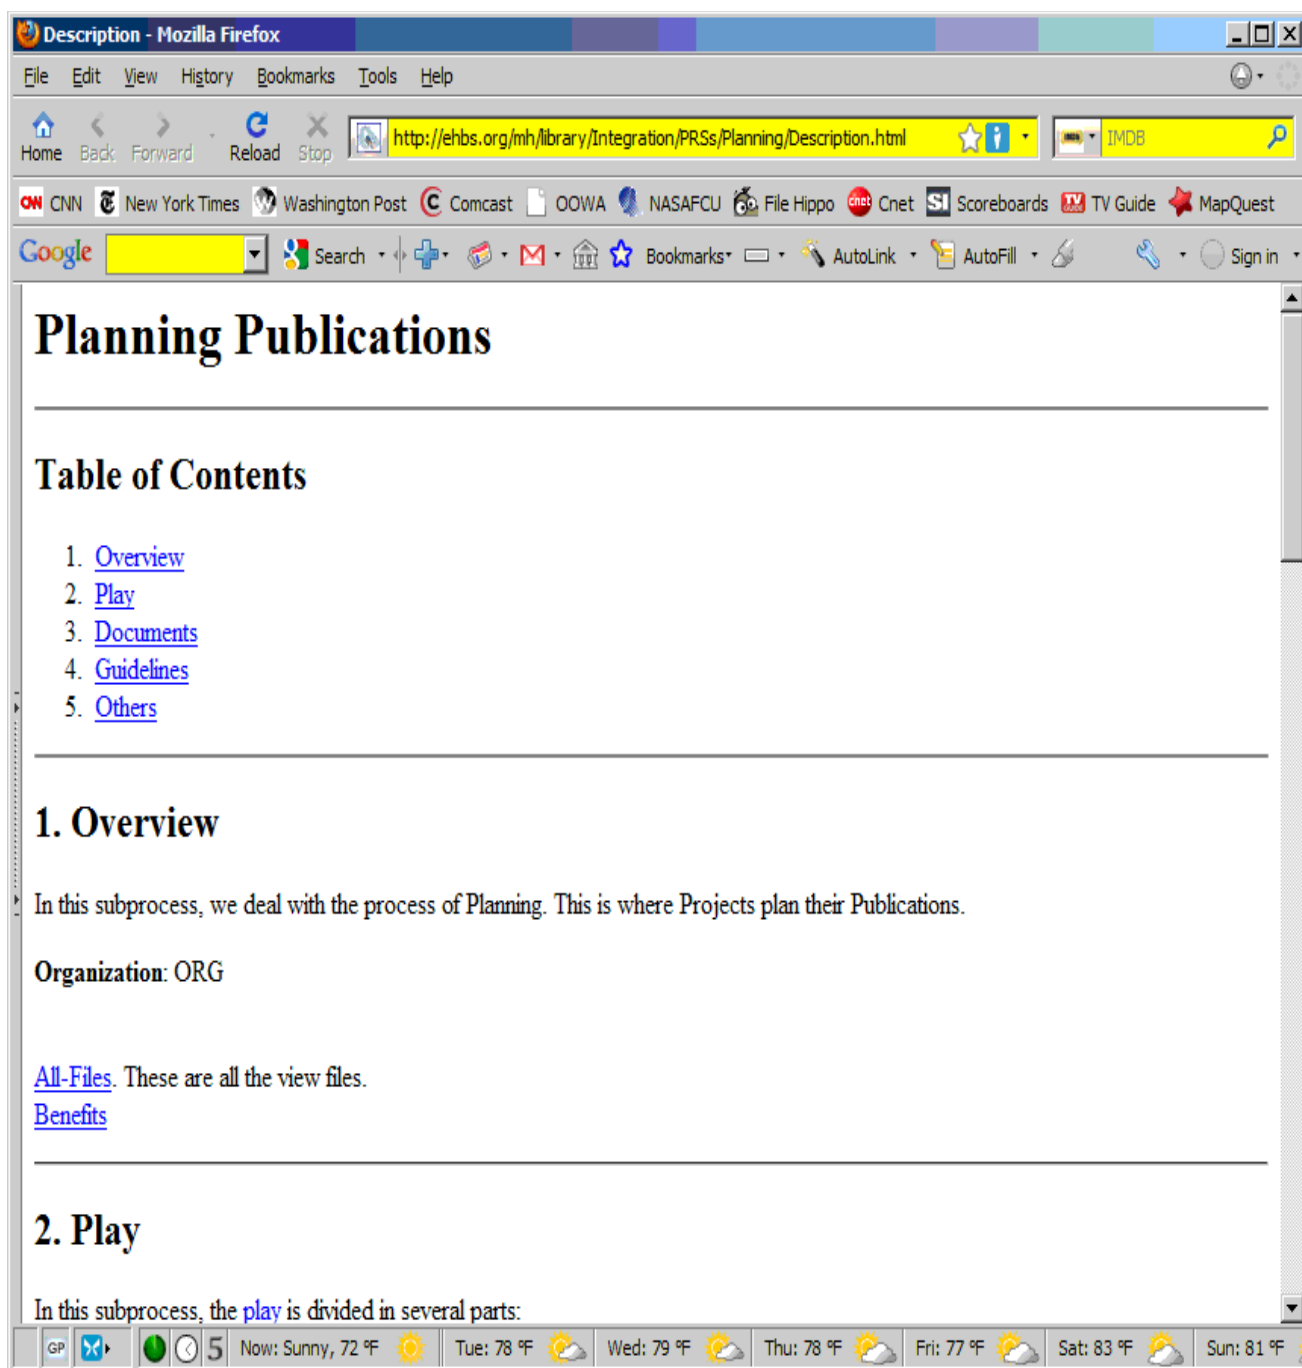 Description - Mozilla Firefox
File Edit View History Bookmarks Tools Help
Home Back Forward Reload Stop http://ehbs.org/mh/library/Integration/PRSs/Planning/Description.html IMDB
CNN New York Times Washington Post Comcast OOWA NASAFCU File Hippo Cnet Scoreboards TV Guide MapQuest
Google Search Bookmarks AutoLink AutoFill Sign in
Planning Publications
Table of Contents
1. Overview
2. Play
3. Documents
4. Guidelines
5. Others
1. Overview
In this subprocess, we deal with the process of Planning. This is where Projects plan their Publications.
Organization: ORG
All-Files. These are all the view files.
Benefits
2. Play
In this subprocess, the play is divided in several parts:
GP 5 Now: Sunny, 72 °F Tue: 78 °F Wed: 79 °F Thu: 78 °F Fri: 77 °F Sat: 83 °F Sun: 81 °F